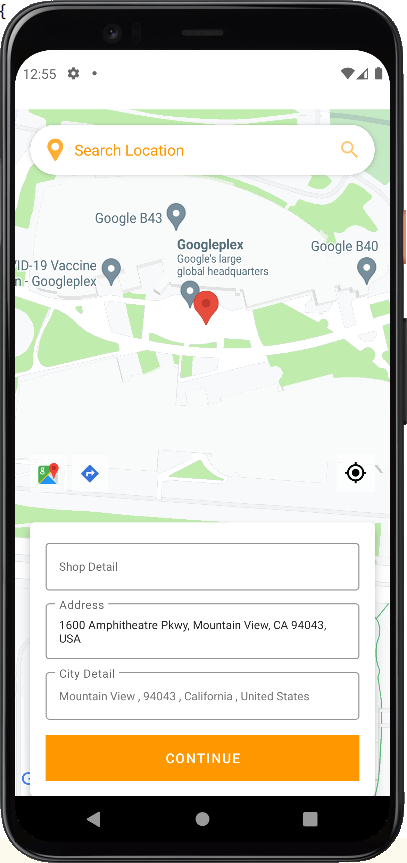 {
12:55
Search Location
Google B43
Googleplex
Google's large
global headquarters
Google B40
ID-19 Vaccine
n - Googleplex
Shop Detail
Address
1600 Amphitheatre Pkwy, Mountain View, CA 94043,
USA
City Detail
Mountain View , 94043 , California , United States
CONTINUE
G